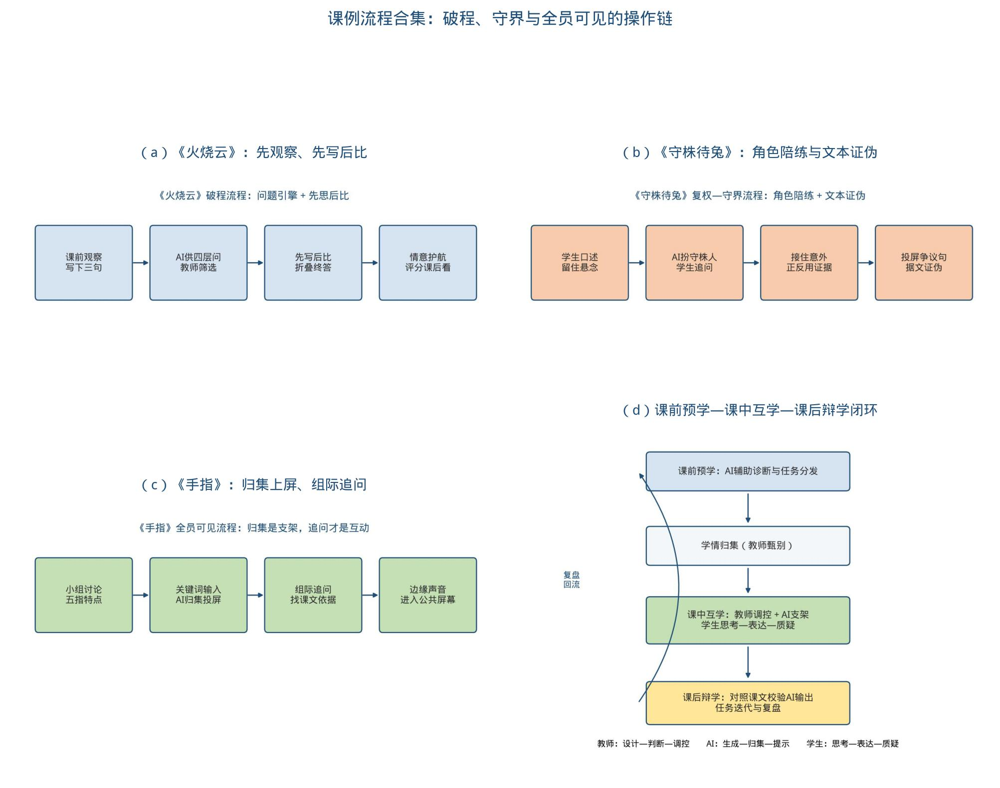 课例流程合集：破程、守界与全员可见的操作链
（a）《火烧云》：先观察、先写后比
《火烧云》破程流程：问题引擎 + 先思后比
课前观察
写下三句
AI供四层问
教师筛选
先写后比
折叠终答
情意护航
评分课后看
（b）《守株待兔》：角色陪练与文本证伪
《守株待兔》复权—守界流程：角色陪练 + 文本证伪
学生口述
留住悬念
AI扮守株人
学生追问
接住意外
正反用证据
投屏争议句
据文证伪
（c）《手指》：归集上屏、组际追问
《手指》全员可见流程：归集是支架，追问才是互动
小组讨论
五指特点
关键词输入
AI归集投屏
组际追问
找课文依据
边缘声音
进入公共屏幕
（d）课前预学—课中互学—课后辩学闭环
课前预学：AI辅助诊断与任务分发
学情归集（教师甄别）
复盘
回流
课中互学：教师调控 + AI支架
学生思考—表达—质疑
课后辩学：对照课文校验AI输出
任务迭代与复盘
教师：设计—判断—调控　　AI：生成—归集—提示　　学生：思考—表达—质疑